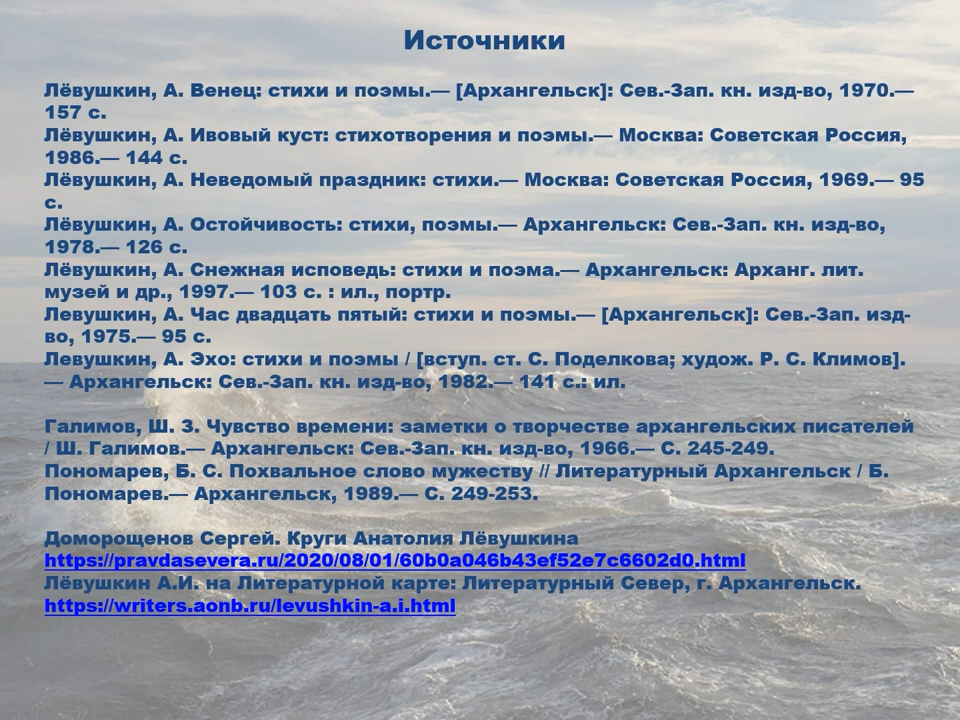 Источники
Лёвушкин, А. Венец: стихи и поэмы.— [Архангельск]: Сев.-Зап. кн. изд-во, 1970.—
157 с.
Лёвушкин, А. Ивовый куст: стихотворения и поэмы.— Москва: Советская Россия,
1986.— 144 с.
Лёвушкин, А. Неведомый праздник: стихи.— Москва: Советская Россия, 1969.— 95
с.
Лёвушкин, А. Остойчивость: стихи, поэмы.— Архангельск: Сев.-Зап. кн. изд-во,
1978.— 126 с.
Лёвушкин, А. Снежная исповедь: стихи и поэма.— Архангельск: Арханг. лит.
музей и др., 1997.— 103 с. : ил., портр.
Левушкин, А. Час двадцать пятый: стихи и поэмы.— [Архангельск]: Сев.-Зап. изд-
во, 1975.— 95 с.
Левушкин, А. Эхо: стихи и поэмы / [вступ. ст. С. Поделкова; худож. Р. С. Климов].
— Архангельск: Сев.-Зап. кн. изд-во, 1982.— 141 с.: ил.
Галимов, Ш. З. Чувство времени: заметки о творчестве архангельских писателей
/ Ш. Галимов.— Архангельск: Сев.-Зап. кн. изд-во, 1966.— С. 245-249.
Пономарев, Б. С. Похвальное слово мужеству // Литературный Архангельск / Б.
Пономарев.— Архангельск, 1989.— С. 249-253.
Доморощенов Сергей. Круги Анатолия Лёвушкина
https://pravdasevera.ru/2020/08/01/60b0a046b43ef52e7c6602d0.html
Лёвушкин А.И. на Литературной карте: Литературный Север, г. Архангельск.
https://writers.aonb.ru/levushkin-a.i.html